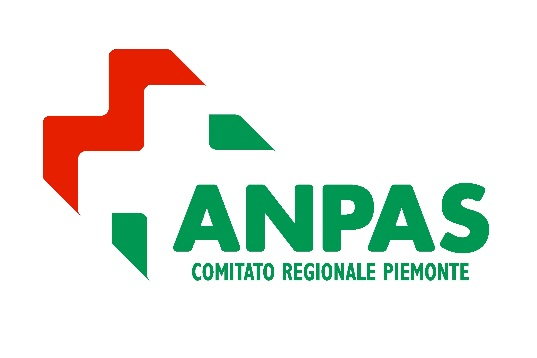 ANPAS
COMITATO REGIONALE PIEMONTE